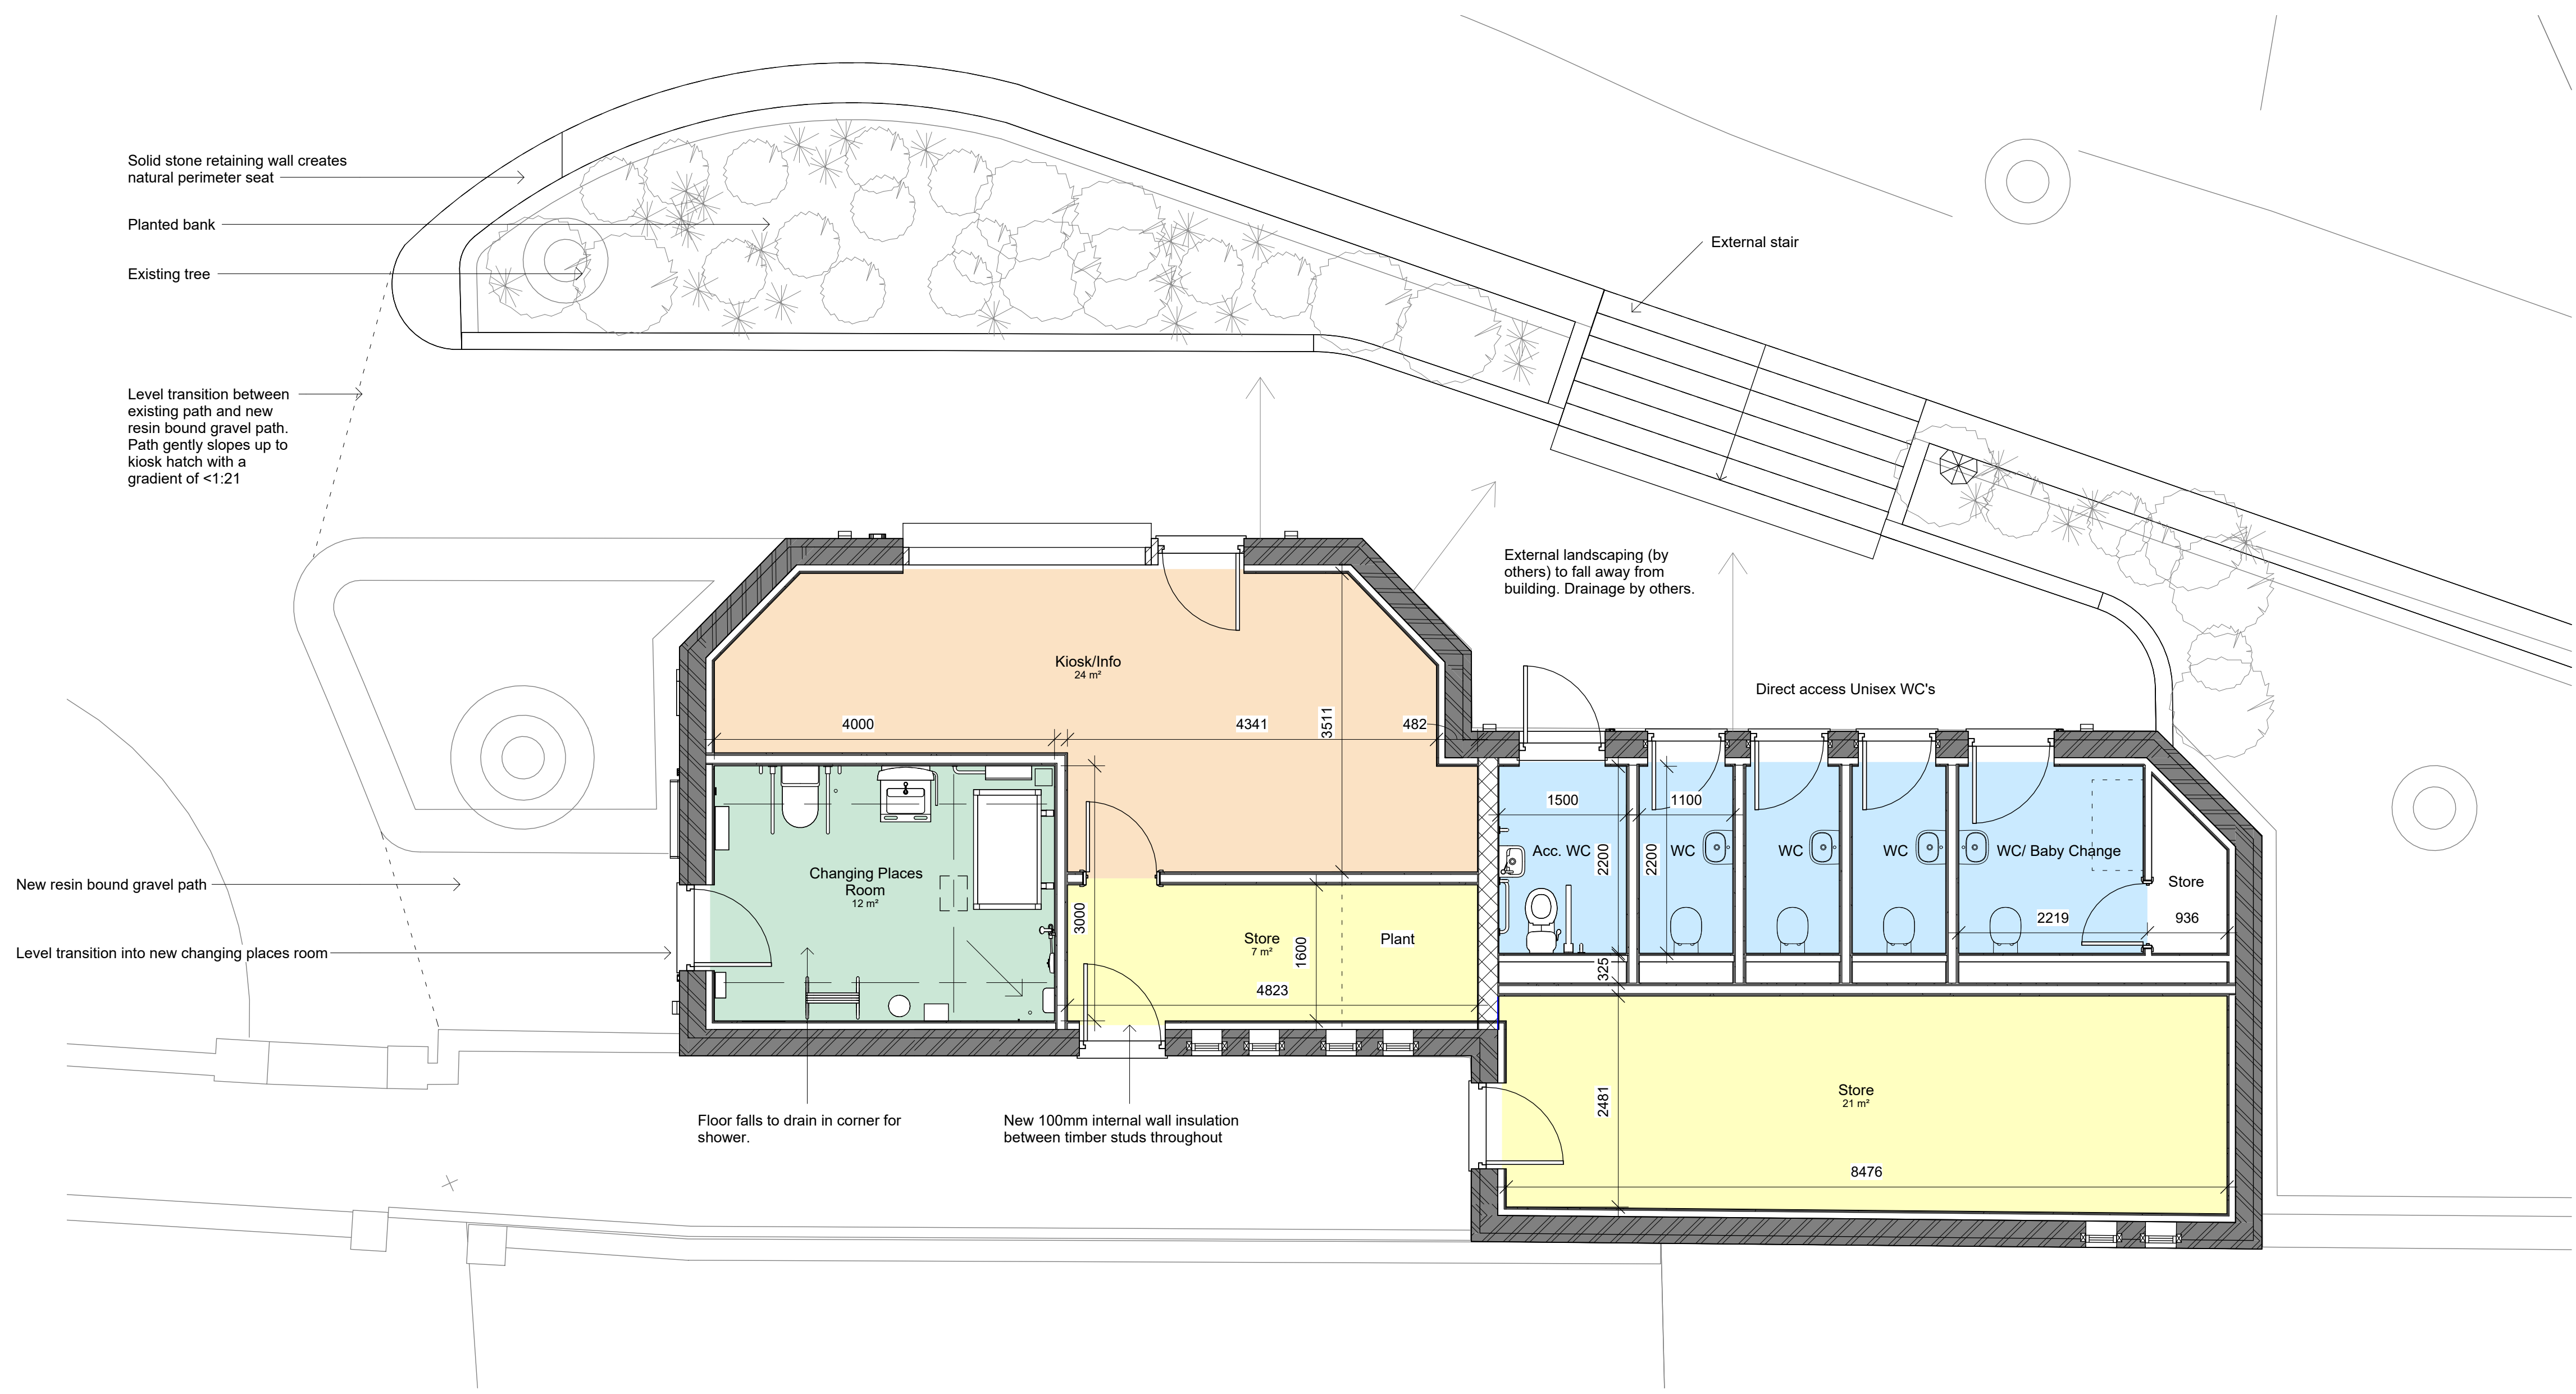 Solid stone retaining wall creates
natural perimeter seat
Planted bank
Existing tree
External stair
Level transition between
existing path and new
resin bound gravel path.
Path gently slopes up to
kiosk hatch with a
gradient of <1:21
External landscaping (by
others) to fall away from
building. Drainage by others.
Kiosk/Info
24 m²
Direct access Unisex WC's
4000
4341
3511
482
1500
1100
Acc. WC
2200
2200
WC
WC
WC
WC/ Baby Change
Store
Changing Places
Room
12 m²
New resin bound gravel path
Level transition into new changing places room
3000
Store
7 m²
1600
Plant
4823
2219
936
325
Store
21 m²
2481
8476
Floor falls to drain in corner for
shower.
New 100mm internal wall insulation
between timber studs throughout